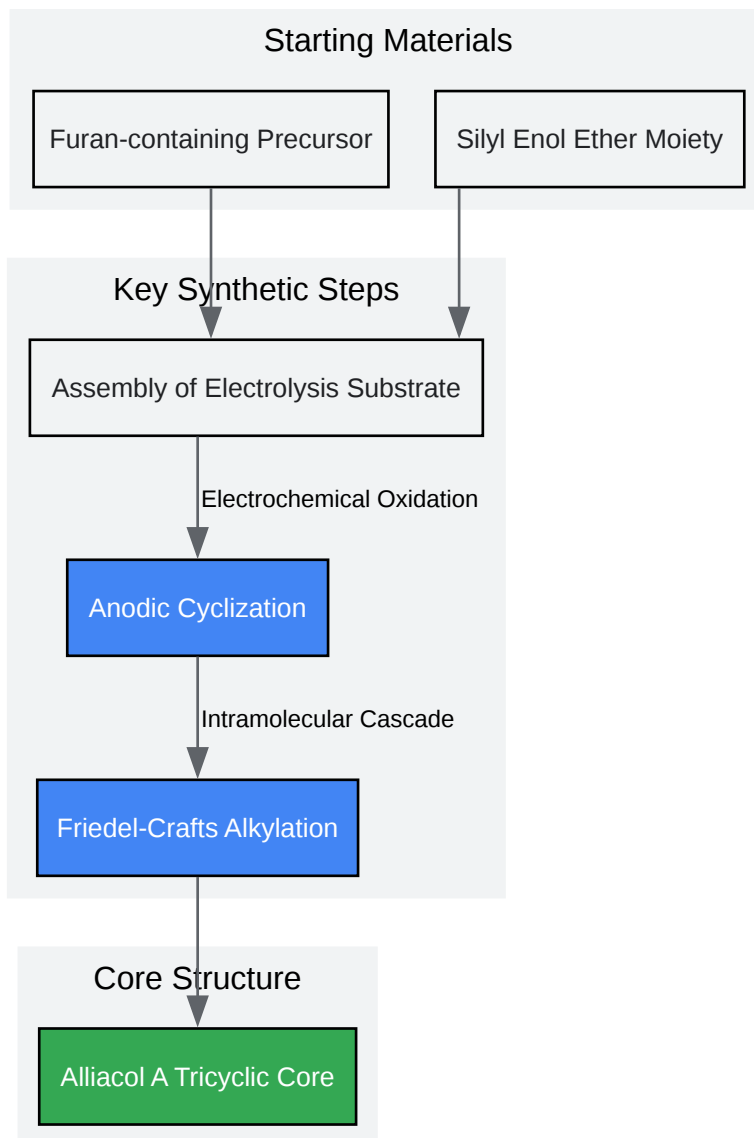 Starting Materials
Furan-containing Precursor
Silyl Enol Ether Moiety
Key Synthetic Steps
Assembly of Electrolysis Substrate
Electrochemical Oxidation
Anodic Cyclization
Intramolecular Cascade
Friedel-Crafts Alkylation
Core Structure
Alliacol A Tricyclic Core